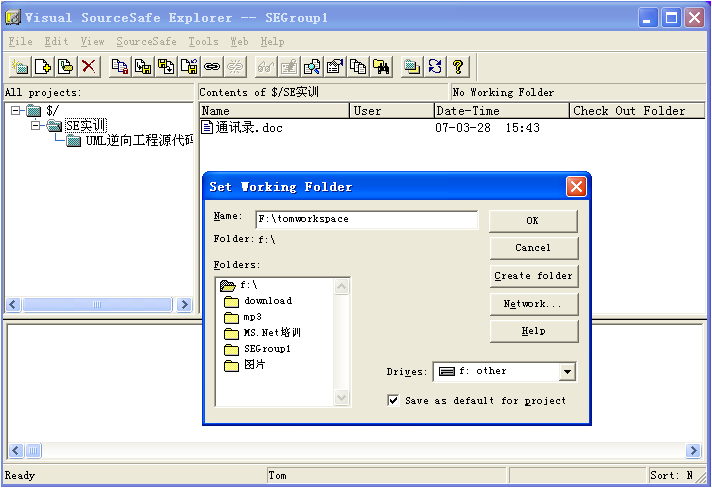 Visual SourceSafe Explorer -- SEGroup1
File Edit View SourceSafe Tools Web Help
All projects:
Contents of $/SE实训
No Working Folder
$/
SE实训
UML逆向工程源代码
Name User Date-Time Check Out Folder
通讯录.doc 07-03-28 15:43
Set Working Folder
Name: F:\tomworkspace
Folder: f:\
Folders:
f:\
download
mp3
MS.Net培训
SEGroup1
图片
OK
Cancel
Create folder
Network...
Help
Drives: f: other
Save as default for project
Ready
Tom
Sort: N